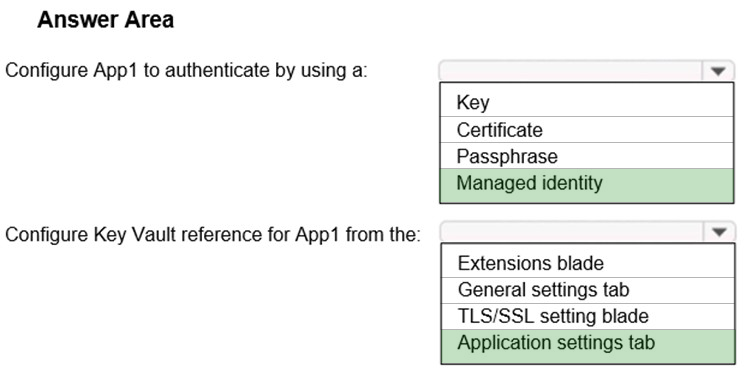 Answer Area
Configure App1 to authenticate by using a:
Key
Certificate
Passphrase
Managed identity
Configure Key Vault reference for App1 from the:
Extensions blade
General settings tab
TLS/SSL setting blade
Application settings tab